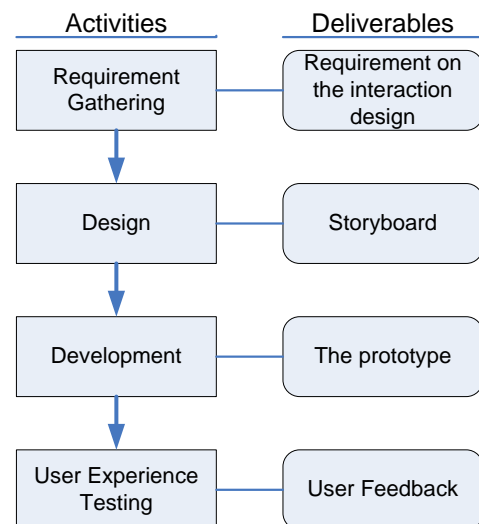 Activities
Deliverables
Requirement
Gathering
Requirement on
the interaction
design
Design
Storyboard
Development
The prototype
User Experience
Testing
User Feedback